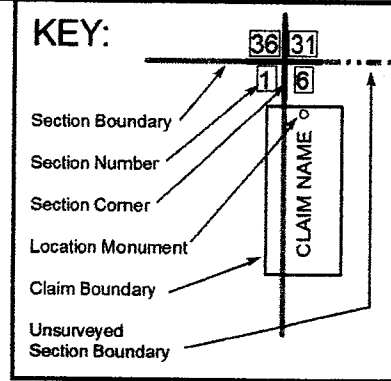 KEY:
36 31
1 6
Section Boundary
Section Number
Section Corner
Location Monument
Claim Boundary
Unsurveyed
Section Boundary
CLAIM NAME